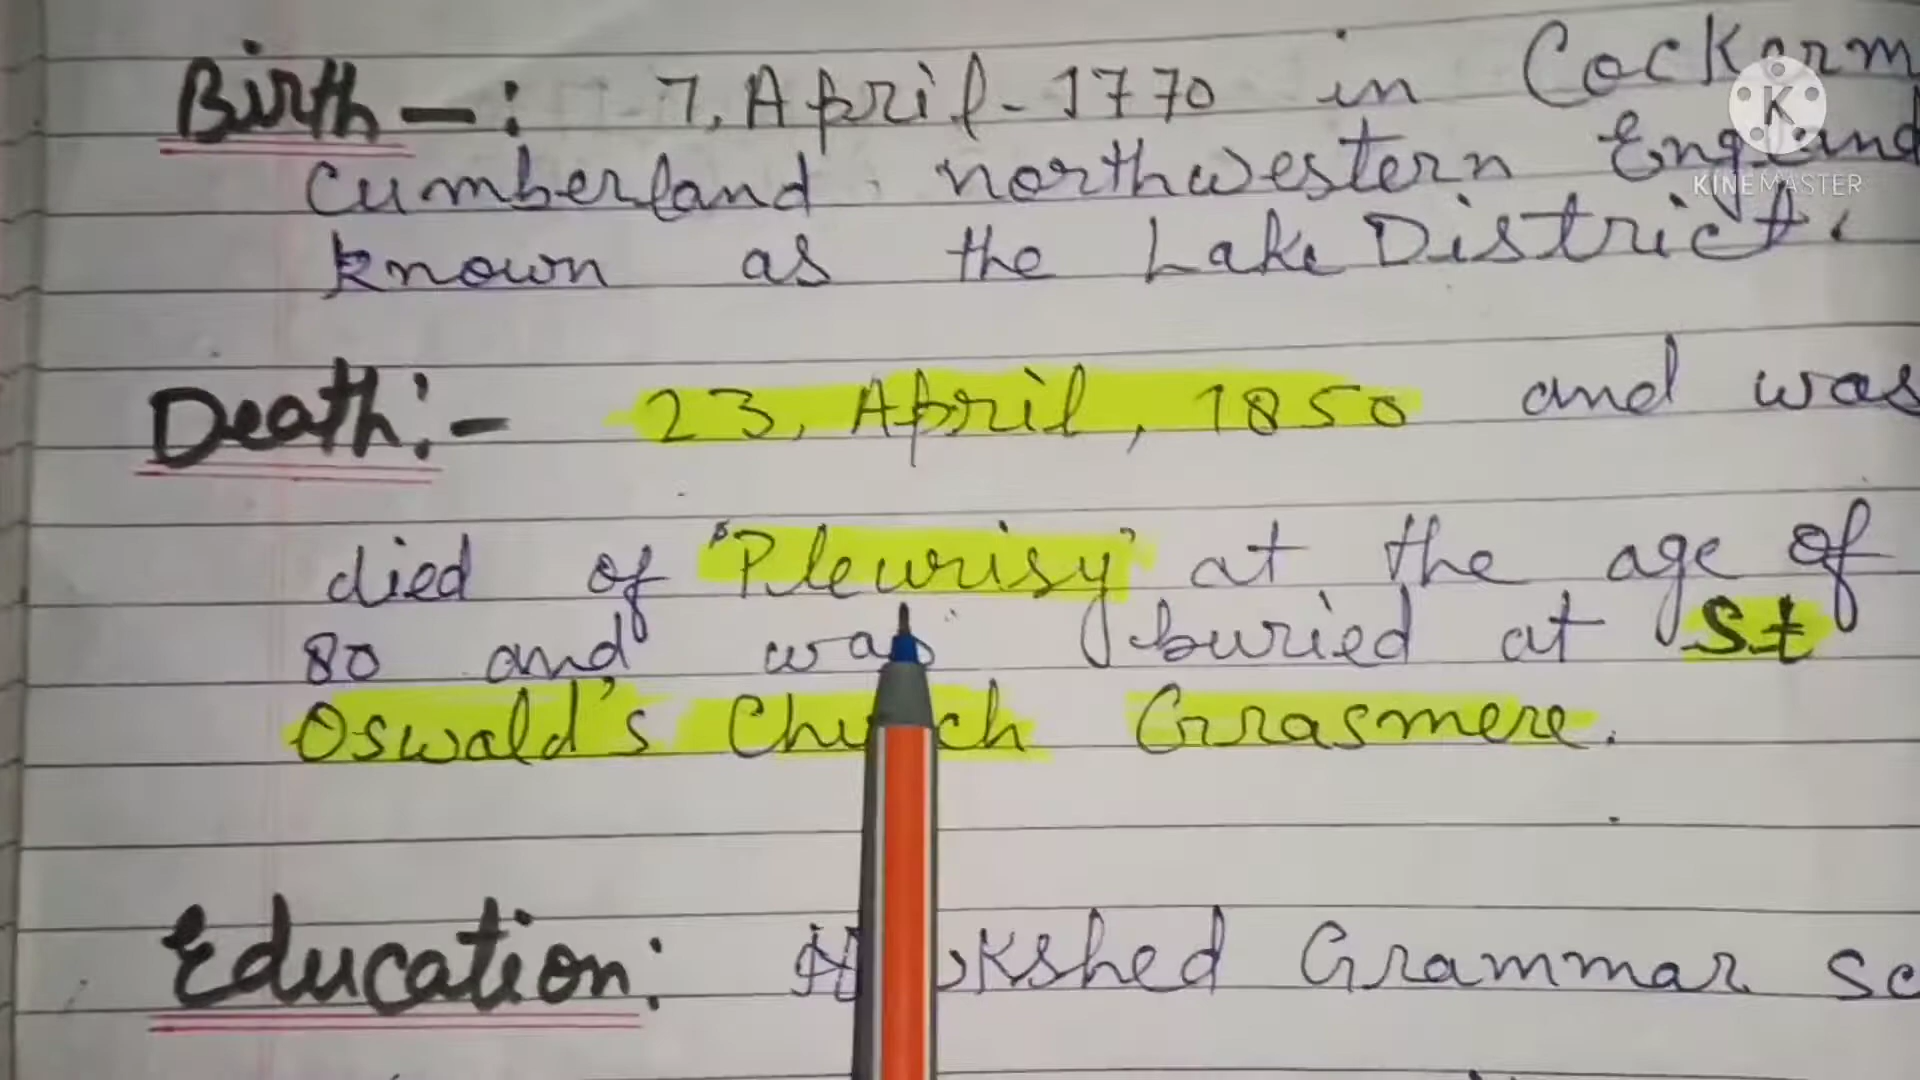 Birth—: 7, April-1770 in Cockerm
Cumberland northwestern England
KINEMASTER
known as the Lake District.
Death:- 23, April, 1850 and was
died of "Pleurisy" at the age of
80 and was buried at St
Oswald's Church Grasmere.
Education: Grammar Sc